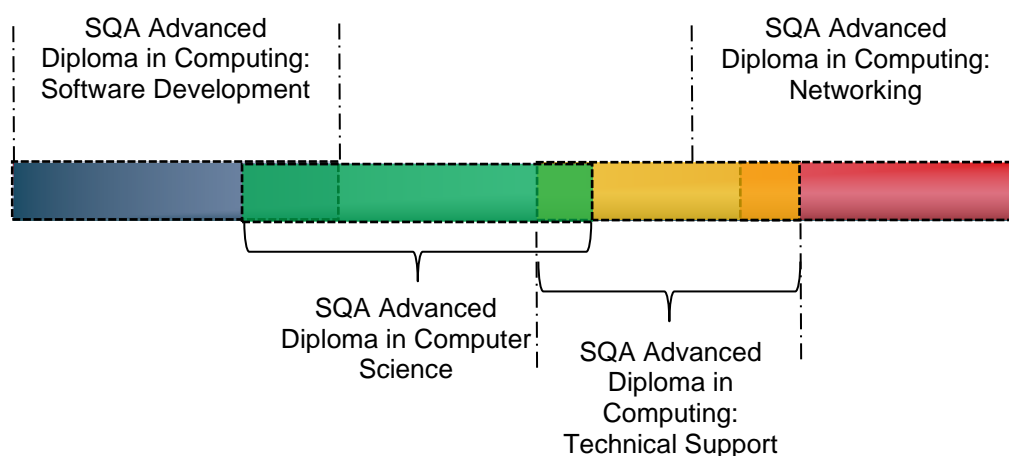 SQA Advanced
Diploma in Computing:
Software Development
SQA Advanced
Diploma in Computing:
Networking
SQA Advanced
Diploma in Computer
Science
SQA Advanced
Diploma in
Computing:
Technical Support